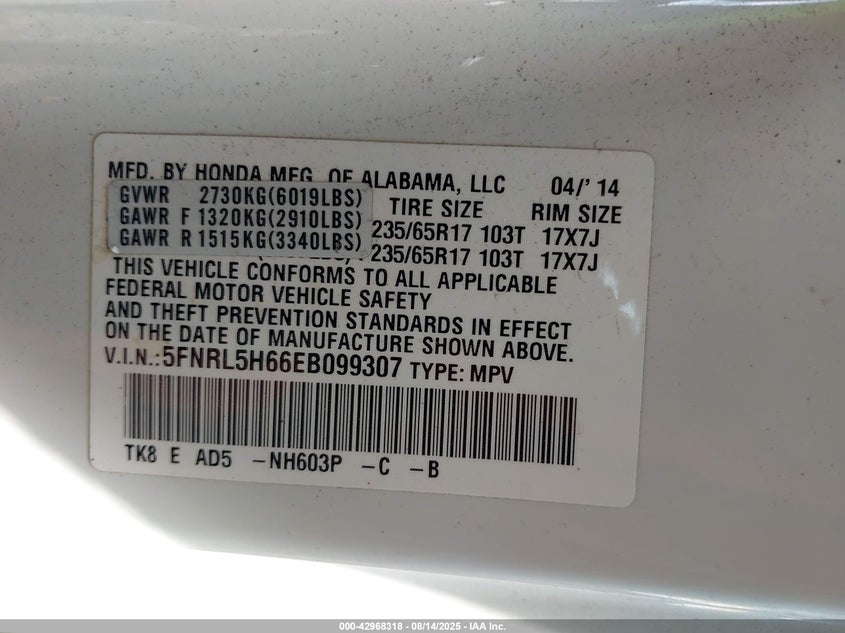 MFD. BY HONDA MFG. OF ALABAMA, LLC 04/'14
GVWR 2730KG(6019LBS)
TIRE SIZE RIM SIZE
GAWR F 1320KG(2910LBS) 235/65R17 103T 17X7J
GAWR R 1515KG(3340LBS) 235/65R17 103T 17X7J
THIS VEHICLE CONFORMS TO ALL APPLICABLE
FEDERAL MOTOR VEHICLE SAFETY
AND THEFT PREVENTION STANDARDS IN EFFECT
ON THE DATE OF MANUFACTURE SHOWN ABOVE.
V.I.N.:5FNRL5H66EB099307 TYPE: MPV
TK8 E AD5 -NH603P -C -B
000-42968318 - 08/14/2025 - IAA Inc.